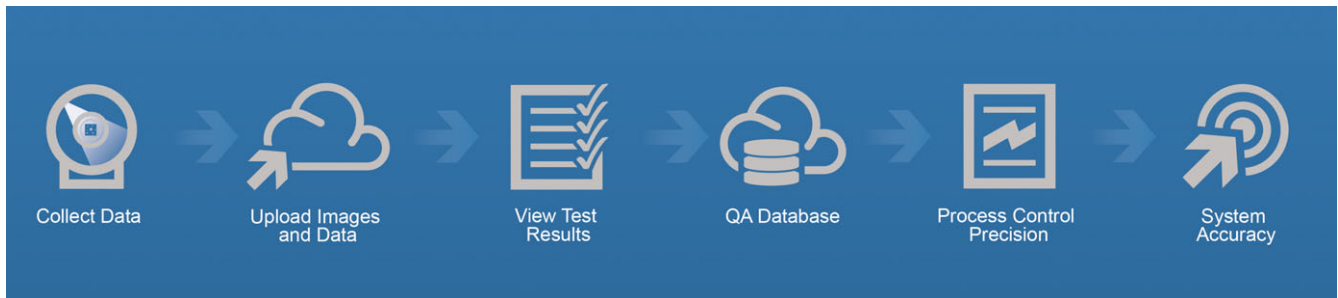 Collect Data
Upload Images
and Data
View Test
Results
QA Database
Process Control
Precision
System
Accuracy